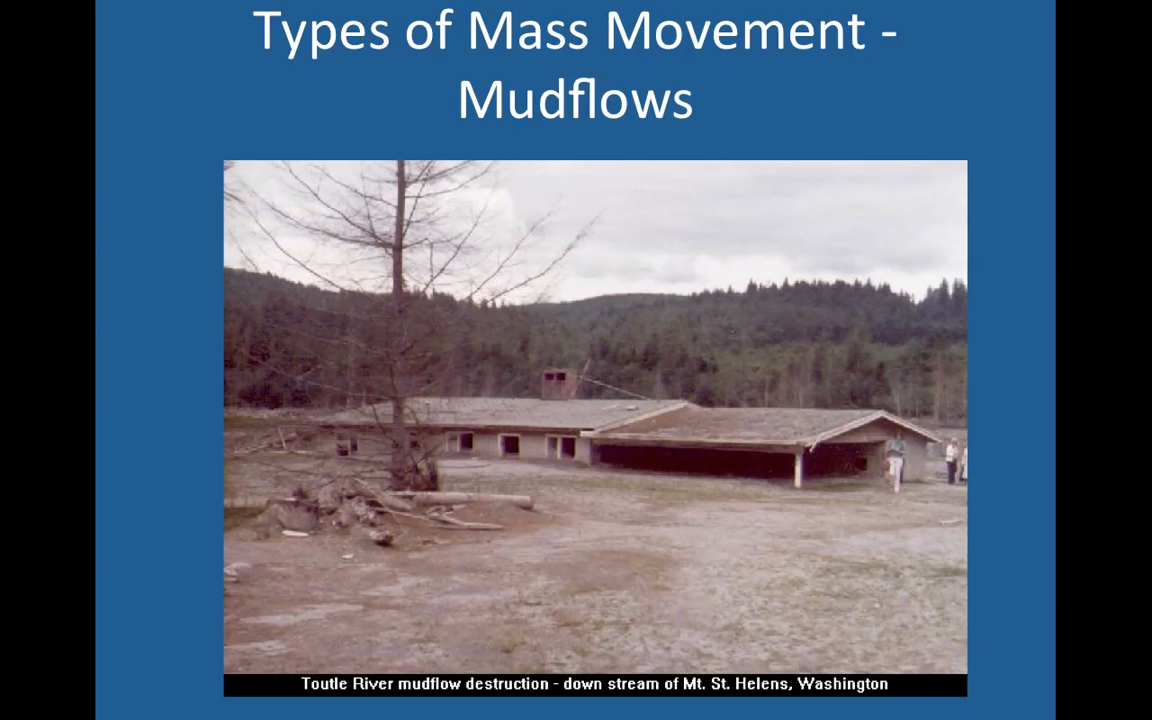 Types of Mass Movement -
Mudflows
Toutle River mudflow destruction - down stream of Mt. St. Helens, Washington